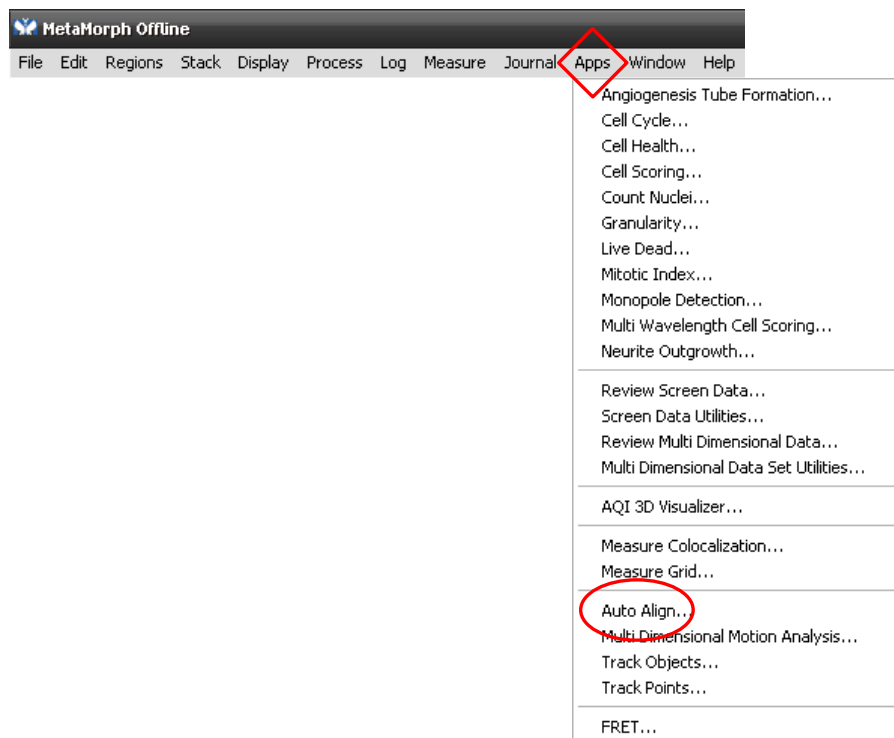 MetaMorph Offline
File Edit Regions Stack Display Process Log Measure Journal Apps Window Help
Angiogenesis Tube Formation...
Cell Cycle...
Cell Health...
Cell Scoring...
Count Nuclei...
Granularity...
Live Dead...
Mitotic Index...
Monopole Detection...
Multi Wavelength Cell Scoring...
Neurite Outgrowth...
Review Screen Data...
Screen Data Utilities...
Review Multi Dimensional Data...
Multi Dimensional Data Set Utilities...
AQI 3D Visualizer...
Measure Colocalization...
Measure Grid...
Auto Align...
Multi Dimensional Motion Analysis...
Track Objects...
Track Points...
FRET...